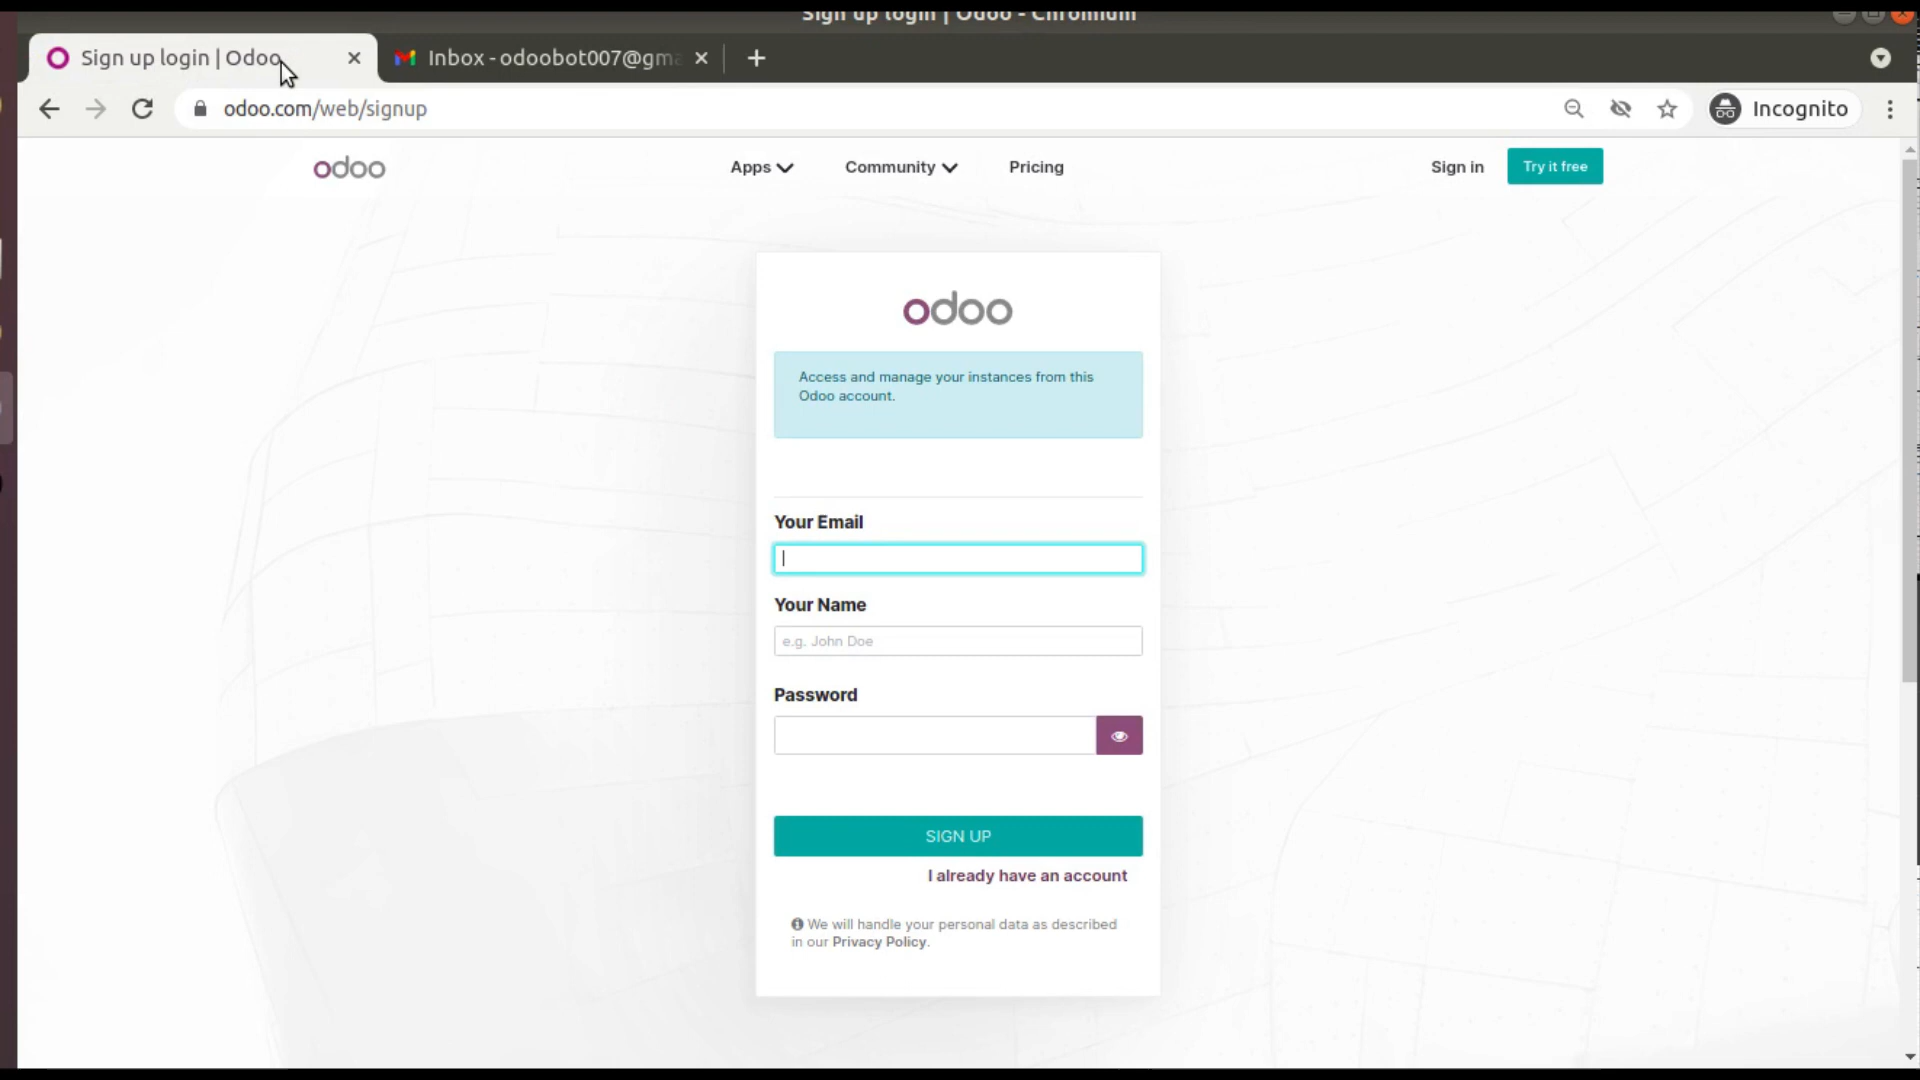 Sign up login | Odoo - Chromium
Sign up login | Odoo
Inbox - odoobot007@gma
odoo.com/web/signup
Incognito
odoo
Apps
Community
Pricing
Sign in
Try it free
odoo
Access and manage your instances from this
Odoo account.
Your Email
Your Name
e.g. John Doe
Password
SIGN UP
I already have an account
We will handle your personal data as described
in our Privacy Policy.